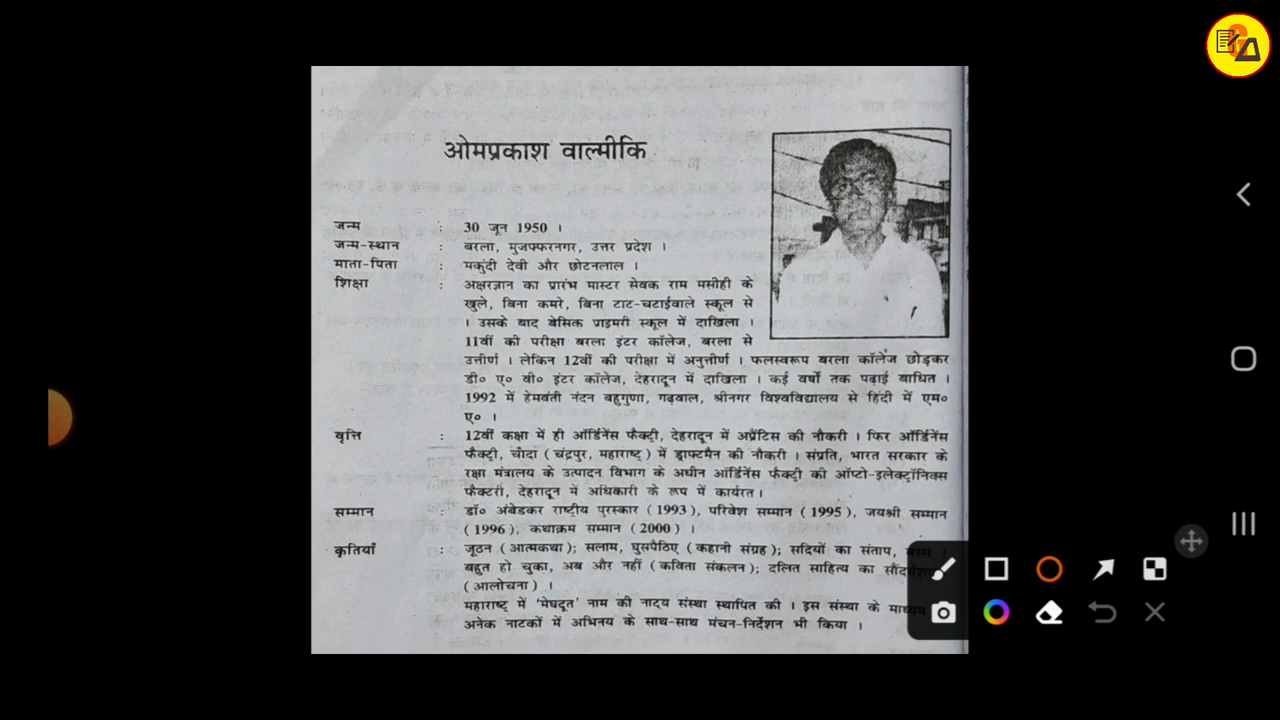 ओमप्रकाश वाल्मीकि
जन्म : 30 जून 1950 ।
जन्म-स्थान : बरला, मुजफ्फरनगर, उत्तर प्रदेश ।
माता-पिता : मकुंदी देवी और छोटनलाल ।
शिक्षा : अक्षरज्ञान का प्रारंभ मास्टर सेवक राम मसीही के
खुले, बिना कमरे, बिना टाट-चटाईवाले स्कूल से
। उसके बाद बेसिक प्राइमरी स्कूल में दाखिला ।
11वीं की परीक्षा बरला इंटर कॉलेज, बरला से
उत्तीर्ण । लेकिन 12वीं की परीक्षा में अनुत्तीर्ण । फलस्वरूप बरला कॉलेज छोड़कर
डी० ए० वी० इंटर कॉलेज, देहरादून में दाखिला । कई वर्षों तक पढ़ाई बाधित ।
1992 में हेमवंती नंदन बहुगुणा, गढ़वाल, श्रीनगर विश्वविद्यालय से हिंदी में एम०
ए० ।
वृत्ति : 12वीं कक्षा में ही ऑर्डिनेंस फैक्ट्री, देहरादून में अप्रैंटिस की नौकरी । फिर ऑर्डिनेंस
फैक्ट्री, चाँदा (चंद्रपुर, महाराष्ट्र) में ड्राफ्टमैन की नौकरी । संप्रति, भारत सरकार के
रक्षा मंत्रालय के उत्पादन विभाग के अधीन ऑर्डिनेंस फैक्ट्री की ऑप्टो-इलेक्ट्रॉनिक्स
फैक्टरी, देहरादून में अधिकारी के रूप में कार्यरत ।
सम्मान : डॉ० अंबेडकर राष्ट्रीय पुरस्कार (1993), परिवेश सम्मान (1995), जयश्री सम्मान
(1996), कथाक्रम सम्मान (2000) ।
कृतियाँ : जूठन (आत्मकथा); सलाम, घुसपैठिए (कहानी संग्रह); सदियों का संताप,
बहुत हो चुका, अब और नहीं (कविता संकलन); दलित साहित्य का
(आलोचना) ।
महाराष्ट्र में 'मेघदूत' नाम की नाट्य संस्था स्थापित की । इस संस्था के
अनेक नाटकों में अभिनय के साथ-साथ मंचन-निर्देशन भी किया ।